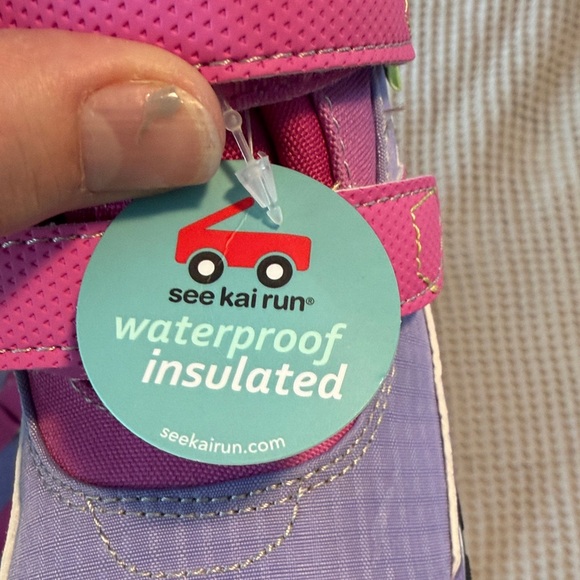 see kai run®
waterproof
insulated
seekairun.com